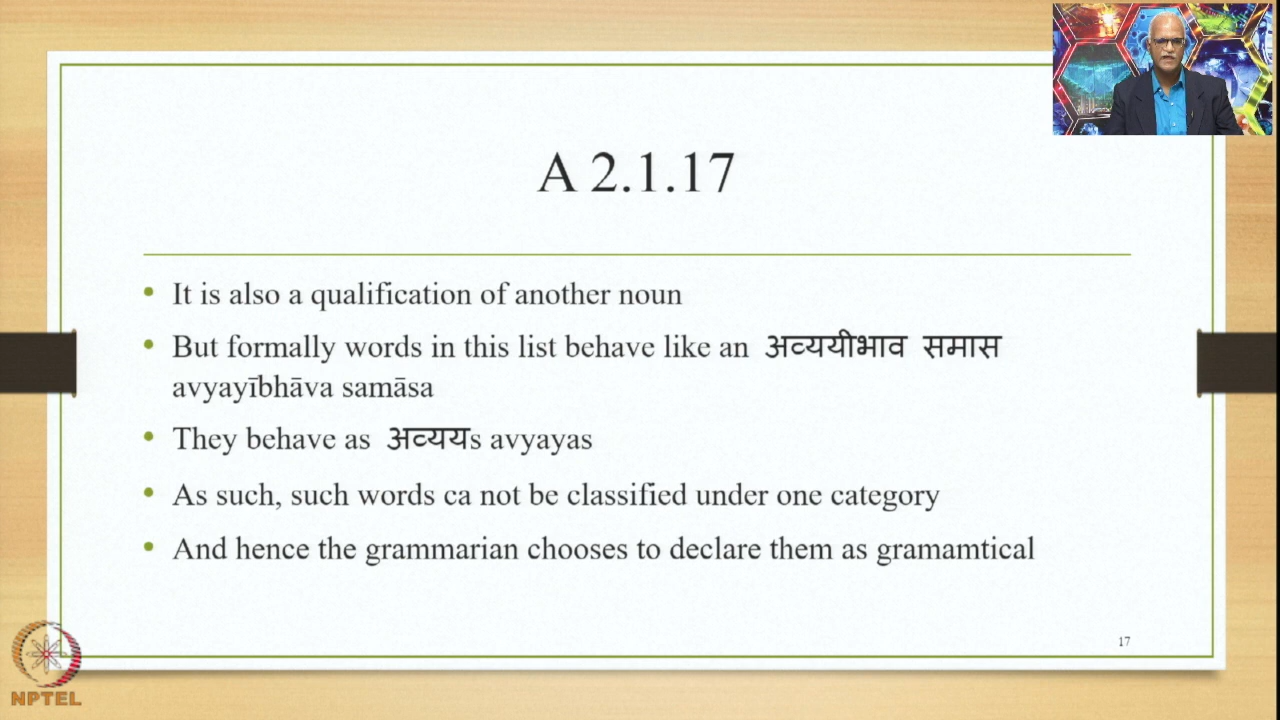 A 2.1.17
It is also a qualification of another noun
But formally words in this list behave like an अव्ययीभाव समास
avyayībhāva samāsa
They behave as अव्ययs avyayas
As such, such words ca not be classified under one category
And hence the grammarian chooses to declare them as gramamtical
17
NPTEL